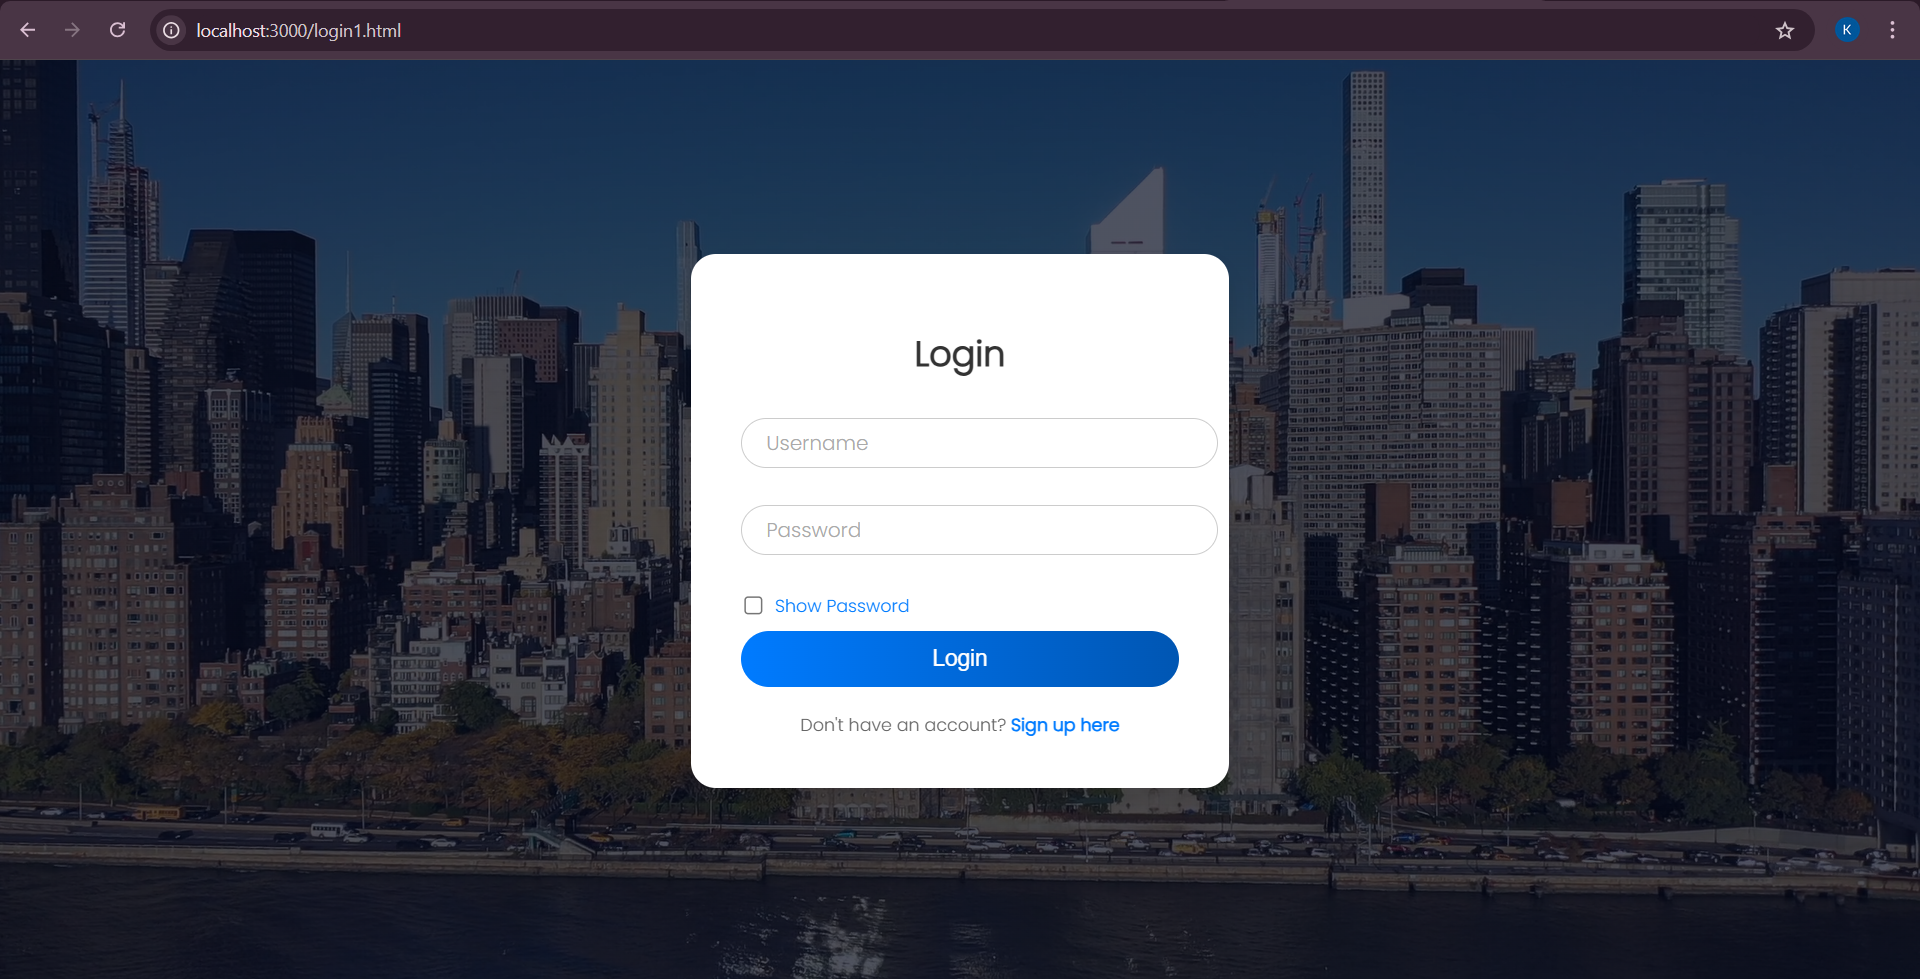 localhost:3000/login1.html
K
Login
Username
Password
Show Password
Login
Don't have an account? Sign up here